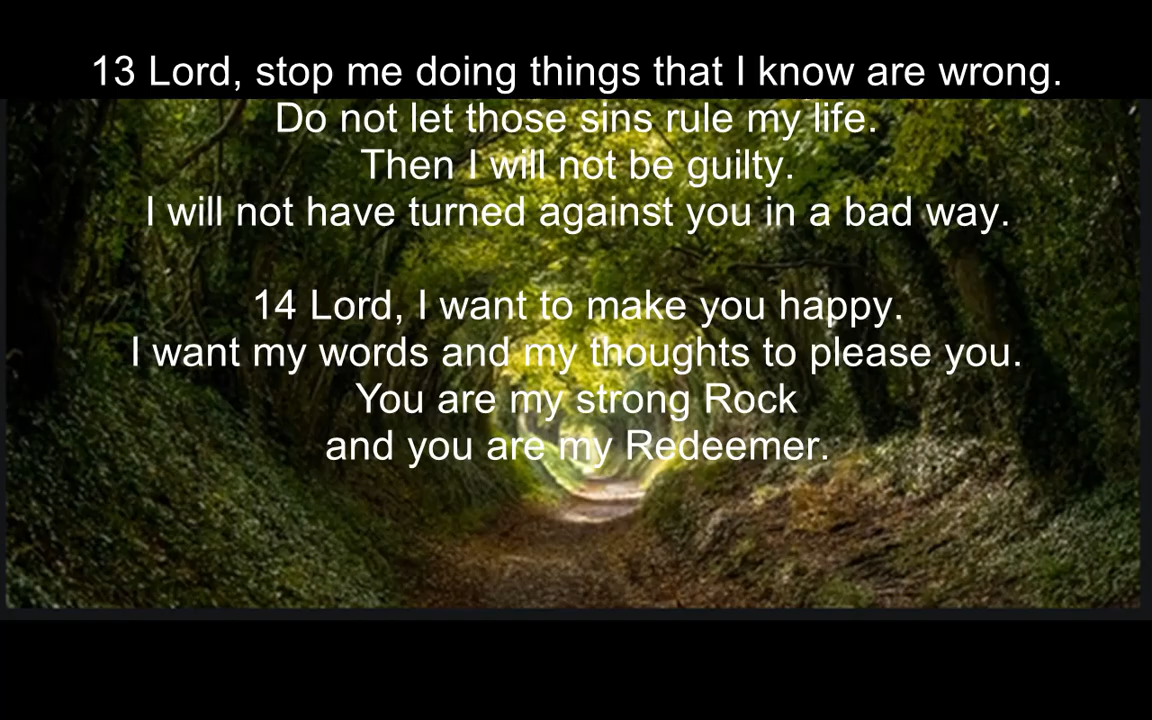 13 Lord, stop me doing things that I know are wrong.
Do not let those sins rule my life.
Then I will not be guilty.
I will not have turned against you in a bad way.
14 Lord, I want to make you happy.
I want my words and my thoughts to please you.
You are my strong Rock
and you are my Redeemer.